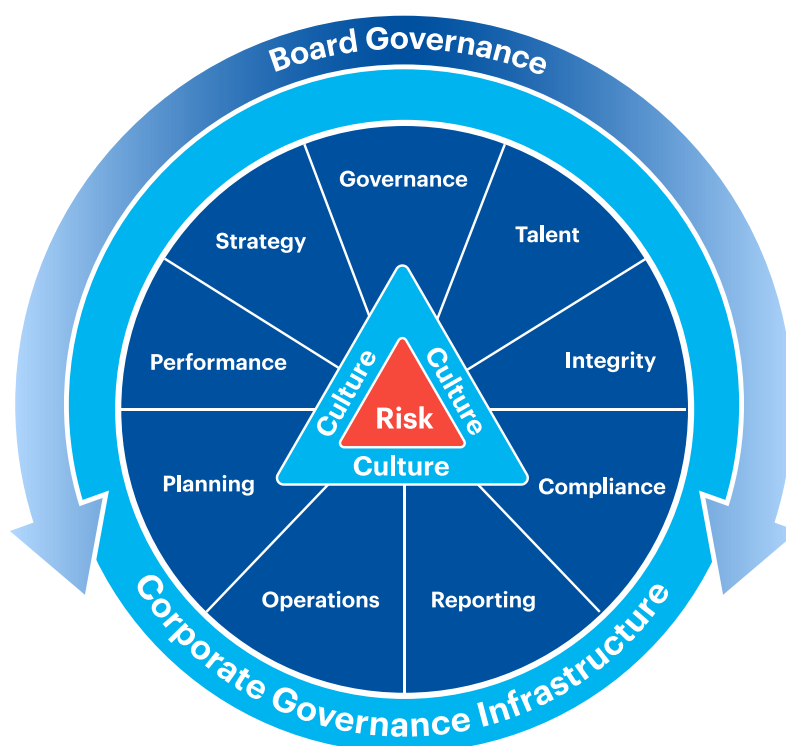 Board Governance
Governance
Strategy
Talent
Performance
Integrity
Culture
Culture
Risk
Culture
Planning
Compliance
Operations
Reporting
Corporate Governance Infrastructure